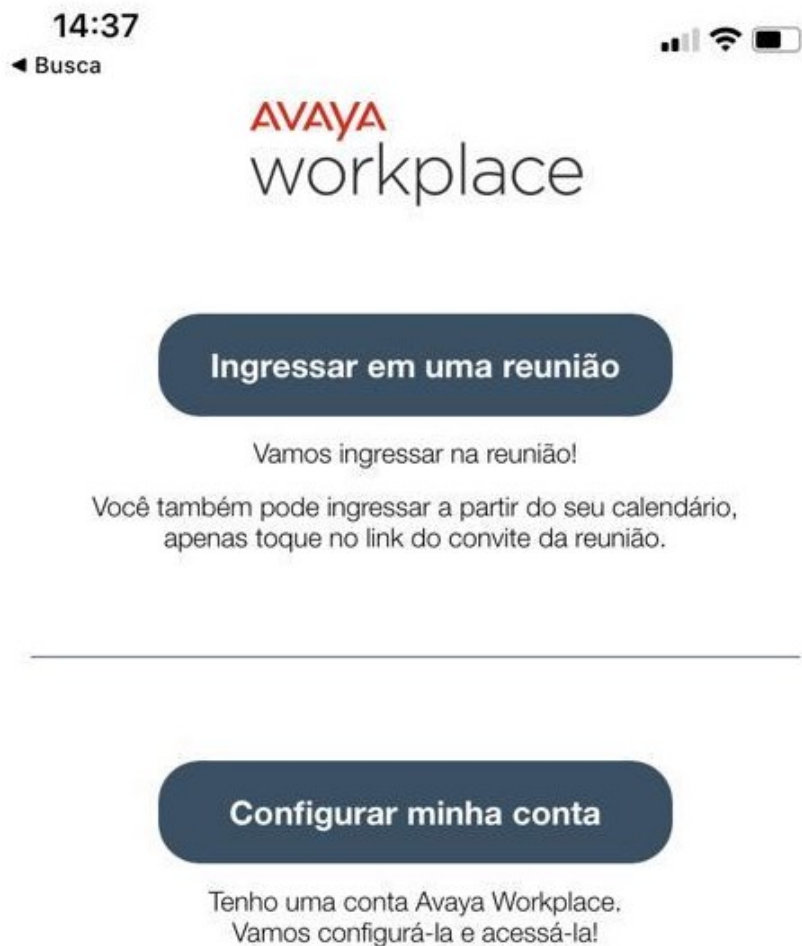 14:37
◀ Busca
AVAYA
workplace
Ingressar em uma reunião
Vamos ingressar na reunião!
Você também pode ingressar a partir do seu calendário,
apenas toque no link do convite da reunião.
Configurar minha conta
Tenho uma conta Avaya Workplace.
Vamos configurá-la e acessá-la!